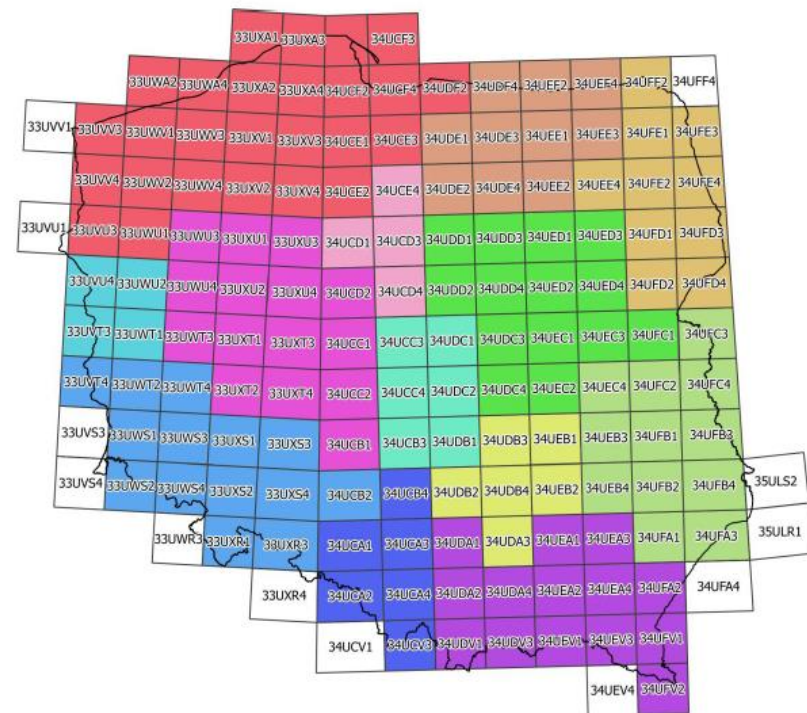 33UXA1 33UXA3 34UCF3
33UWA2 33UWA4 33UXA2 33UXA4 34UCF2 34UCF4 34UDF2 34UDF4 34UEF2 34UEF4 34UFF2 34UFF4
33UVV1 33UVV3 33UWV1 33UWV3 33UXV1 33UXV3 34UCE1 34UCE3 34UDE1 34UDE3 34UEE1 34UEE3 34UFE1 34UFE3
33UVV4 33UWV2 33UWV4 33UXV2 33UXV4 34UCE2 34UCE4 34UDE2 34UDE4 34UEE2 34UEE4 34UFE2 34UFE4
33UVU1 33UVU3 33UWU1 33UWU3 33UXU1 33UXU3 34UCD1 34UCD3 34UDD1 34UDD3 34UED1 34UED3 34UFD1 34UFD3
33UVU4 33UWU2 33UWU4 33UXU2 33UXU4 34UCD2 34UCD4 34UDD2 34UDD4 34UED2 34UED4 34UFD2 34UFD4
33UVT3 33UWT1 33UWT3 33UXT1 33UXT3 34UCC1 34UCC3 34UDC1 34UDC3 34UEC1 34UEC3 34UFC1 34UFC3
33UVT4 33UWT2 33UWT4 33UXT2 33UXT4 34UCC2 34UCC4 34UDC2 34UDC4 34UEC2 34UEC4 34UFC2 34UFC4
33UVS3 33UWS1 33UWS3 33UXS1 33UXS3 34UCB1 34UCB3 34UDB1 34UDB3 34UEB1 34UEB3 34UFB1 34UFB3
33UVS4 33UWS2 33UWS4 33UXS2 33UXS4 34UCB2 34UCB4 34UDB2 34UDB4 34UEB2 34UEB4 34UFB2 34UFB4 35ULS2
33UWR3 33UXR1 33UXR3 34UCA1 34UCA3 34UDA1 34UDA3 34UEA1 34UEA3 34UFA1 34UFA3 35ULR1
33UXR4 34UCA2 34UCA4 34UDA2 34UDA4 34UEA2 34UEA4 34UFA2 34UFA4
34UCV1 34UCV3 34UDV1 34UDV3 34UEV1 34UEV3 34UFV1
34UEV4 34UFV2